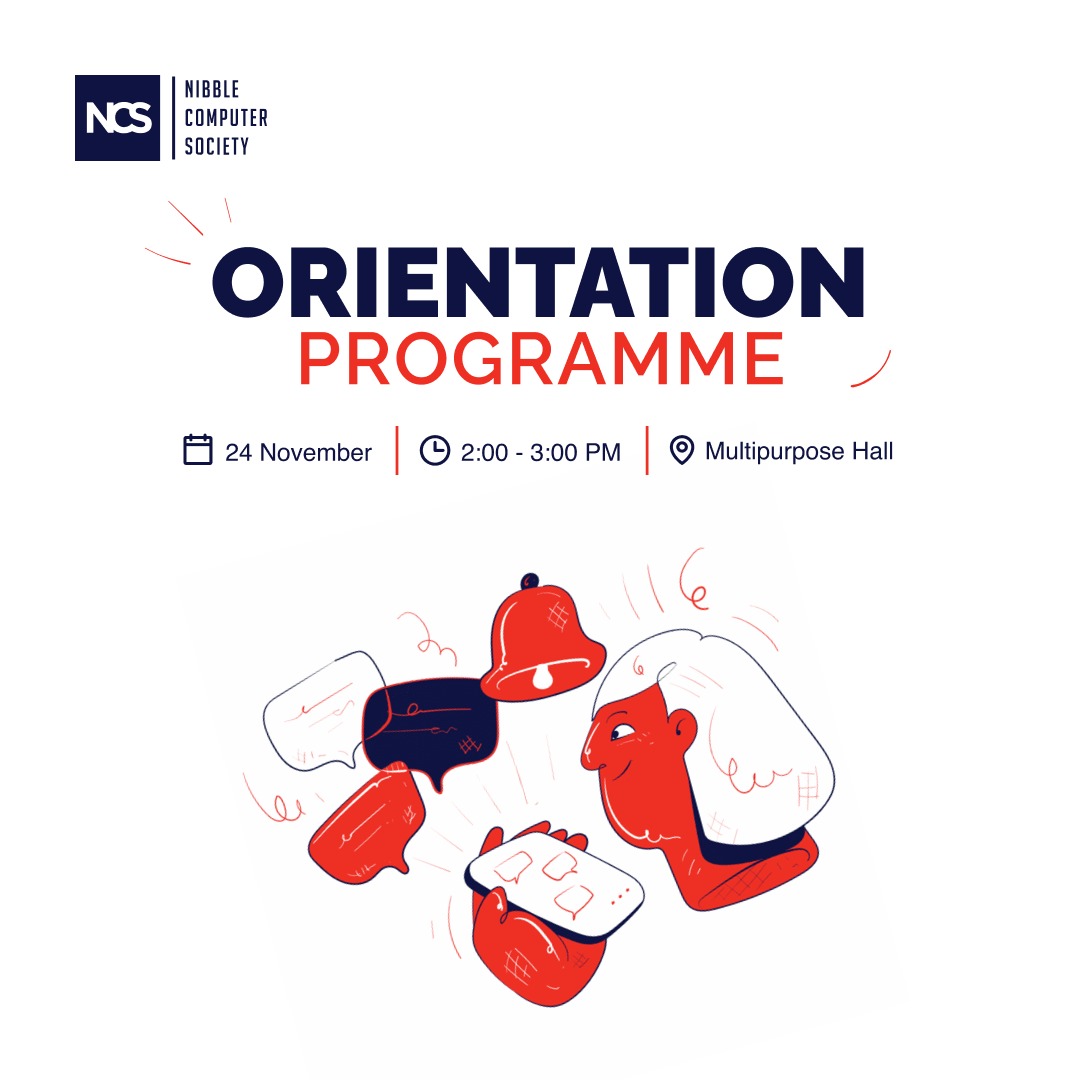 NCS
NIBBLE
COMPUTER
SOCIETY
ORIENTATION
PROGRAMME
24 November
2:00 - 3:00 PM
Multipurpose Hall